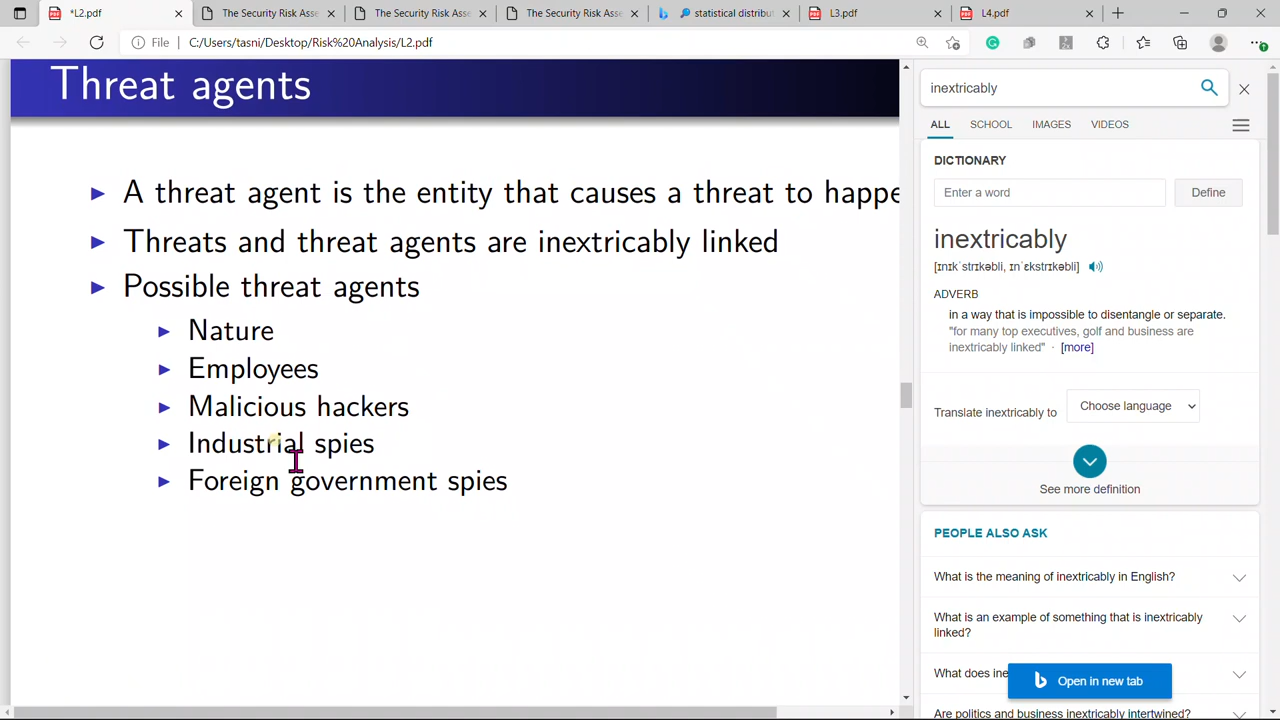 *L2.pdf
The Security Risk Asse
The Security Risk Asse
The Security Risk Asse
statistical distribu
L3.pdf
L4.pdf
File
C:/Users/tasni/Desktop/Risk%20Analysis/L2.pdf
Threat agents
A threat agent is the entity that causes a threat to happe
Threats and threat agents are inextricably linked
Possible threat agents
Nature
Employees
Malicious hackers
Industrial spies
Foreign government spies
inextricably
ALL SCHOOL IMAGES VIDEOS
DICTIONARY
Enter a word
Define
inextricably
[ɪnɪkˈstrɪkəbli, ɪnˈɛkstrɪkəbli]
ADVERB
in a way that is impossible to disentangle or separate.
"for many top executives, golf and business are
inextricably linked" · [more]
Translate inextricably to
Choose language
See more definition
PEOPLE ALSO ASK
What is the meaning of inextricably in English?
What is an example of something that is inextricably
linked?
What does ine
Open in new tab
Are politics and business inextricably intertwined?